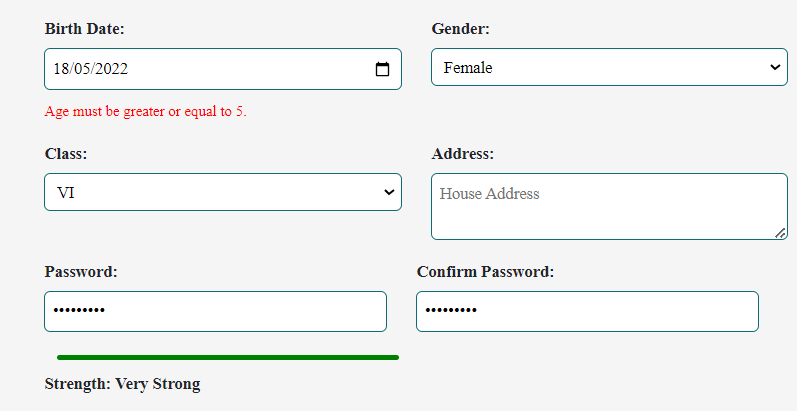 Birth Date: Gender:
18/05/2022 Female
Age must be greater or equal to 5.
Class: Address:
VI House Address
Password: Confirm Password:
••••••••• •••••••••
Strength: Very Strong